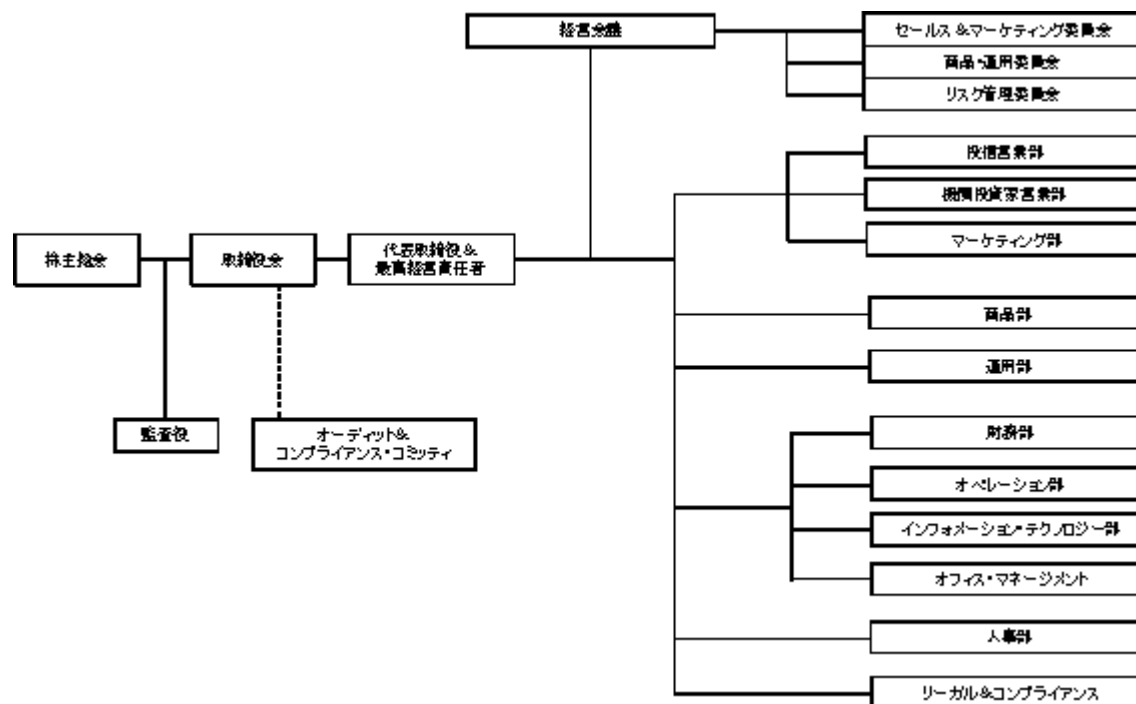 経営会議
セールス&マーケティング委員会
商品・運用委員会
リスク管理委員会
投信営業部
機関投資家営業部
マーケティング部
株主総会
取締役会
代表取締役&
最高経営責任者
商品部
運用部
監査役
オーディット&
コンプライアンス・コミッティ
財務部
オペレーション部
インフォメーション・テクノロジー部
オフィス・マネージメント
人事部
リーガル&コンプライアンス